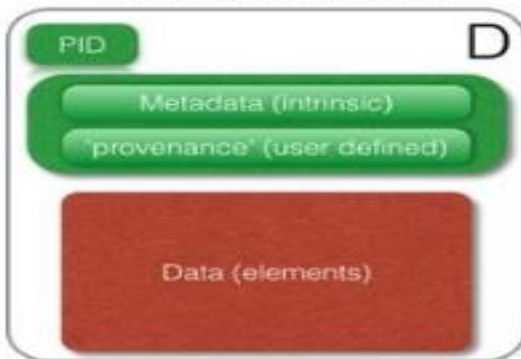 PID
D
Metadata (intrinsic)
'provenance' (user defined)
Data (elements)